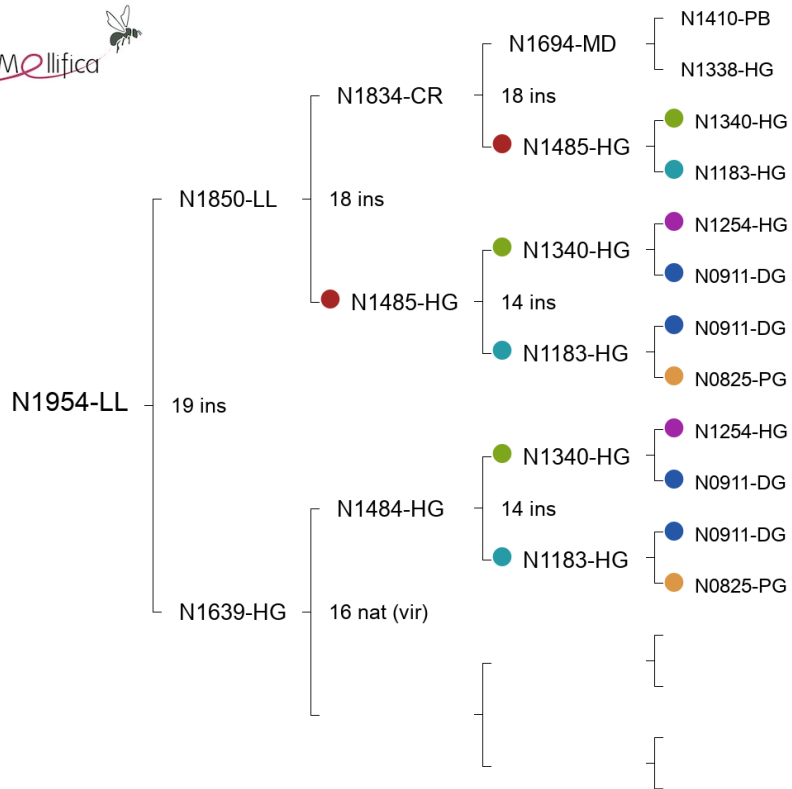 Mellifica
N1410-PB
N1694-MD
N1338-HG
N1834-CR
18 ins
N1340-HG
N1485-HG
N1183-HG
N1850-LL
18 ins
N1254-HG
N1340-HG
N0911-DG
N1485-HG
14 ins
N0911-DG
N1183-HG
N0825-PG
N1954-LL
19 ins
N1254-HG
N1340-HG
N0911-DG
N1484-HG
14 ins
N0911-DG
N1183-HG
N0825-PG
N1639-HG
16 nat (vir)